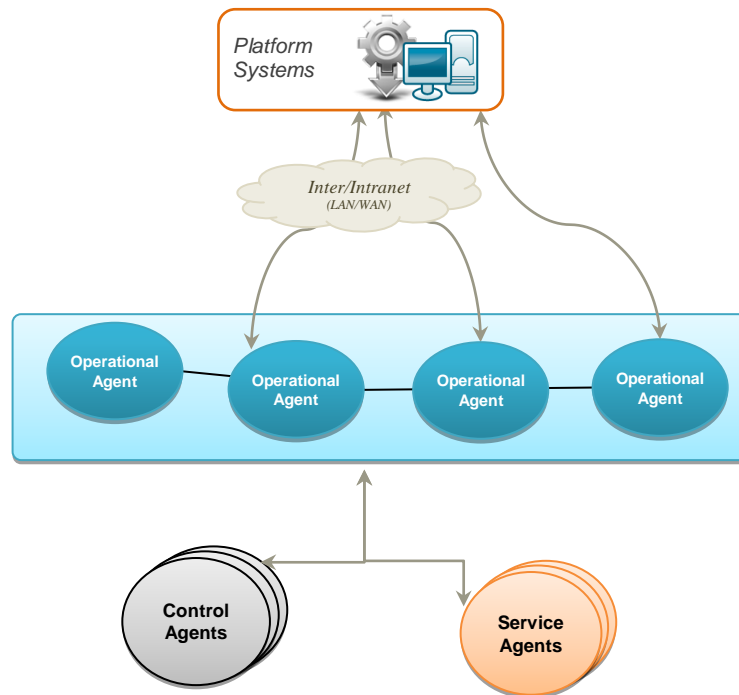 Platform
Systems
Inter/Intranet
(LAN/WAN)
Operational
Agent
Operational
Agent
Operational
Agent
Operational
Agent
Control
Agents
Service
Agents